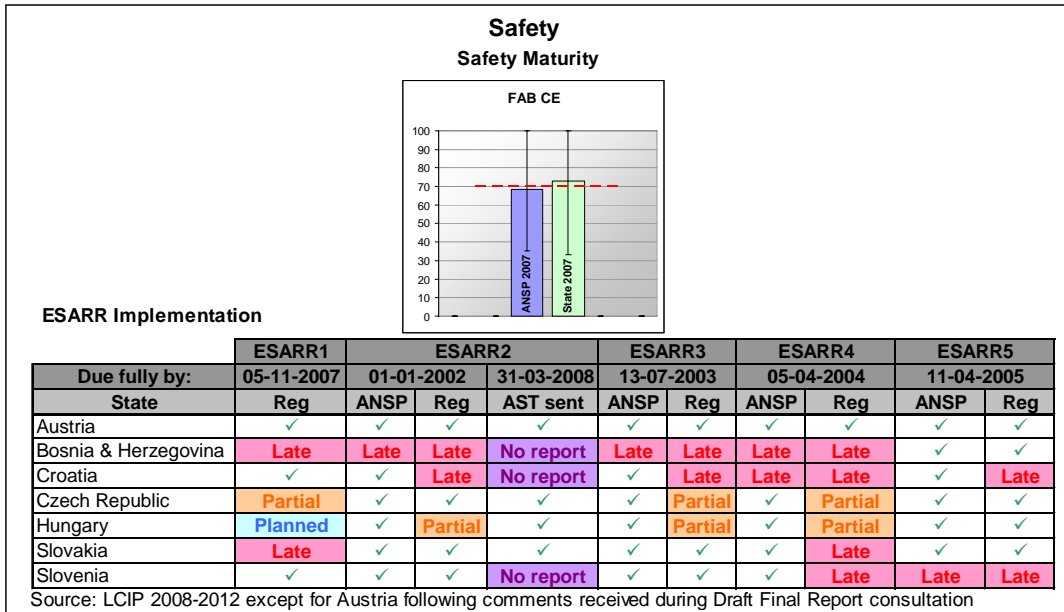 Safety
Safety Maturity
FAB CE
100
90
80
70
60
50
40
30
20
10
0
ANSP 2007
State 2007
ESARR Implementation
ESARR1 ESARR2 ESARR3 ESARR4 ESARR5
Due fully by: 05-11-2007 01-01-2002 31-03-2008 13-07-2003 05-04-2004 11-04-2005
State Reg ANSP Reg AST sent ANSP Reg ANSP Reg ANSP Reg
Austria ✓ ✓ ✓ ✓ ✓ ✓ ✓ ✓ ✓ ✓
Bosnia & Herzegovina Late Late Late No report Late Late Late Late ✓ ✓
Croatia ✓ ✓ Late No report ✓ Late Late Late ✓ Late
Czech Republic Partial ✓ ✓ ✓ ✓ Partial ✓ Partial ✓ ✓
Hungary Planned ✓ Partial ✓ ✓ Partial ✓ Partial ✓ ✓
Slovakia Late ✓ ✓ ✓ ✓ ✓ ✓ Late ✓ ✓
Slovenia ✓ ✓ ✓ No report ✓ ✓ ✓ Late Late Late
Source: LCIP 2008-2012 except for Austria following comments received during Draft Final Report consultation